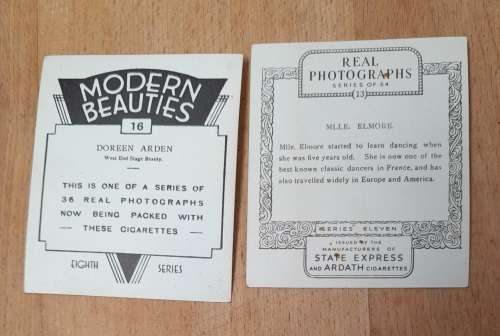 MODERN
BEAUTIES
16
DOREEN ARDEN
West End Stage Beauty.
THIS IS ONE OF A SERIES OF
36 REAL PHOTOGRAPHS
NOW BEING PACKED WITH
THESE CIGARETTES
EIGHTH SERIES
REAL
PHOTOGRAPHS
SERIES OF 54
13
MLLE. ELMORE.
Mlle. Elmore started to learn dancing when
she was five years old. She is now one of the
best known classic dancers in France, and has
also travelled widely in Europe and America.
SERIES ELEVEN
ISSUED BY THE
MANUFACTURERS OF
STATE EXPRESS
AND ARDATH CIGARETTES